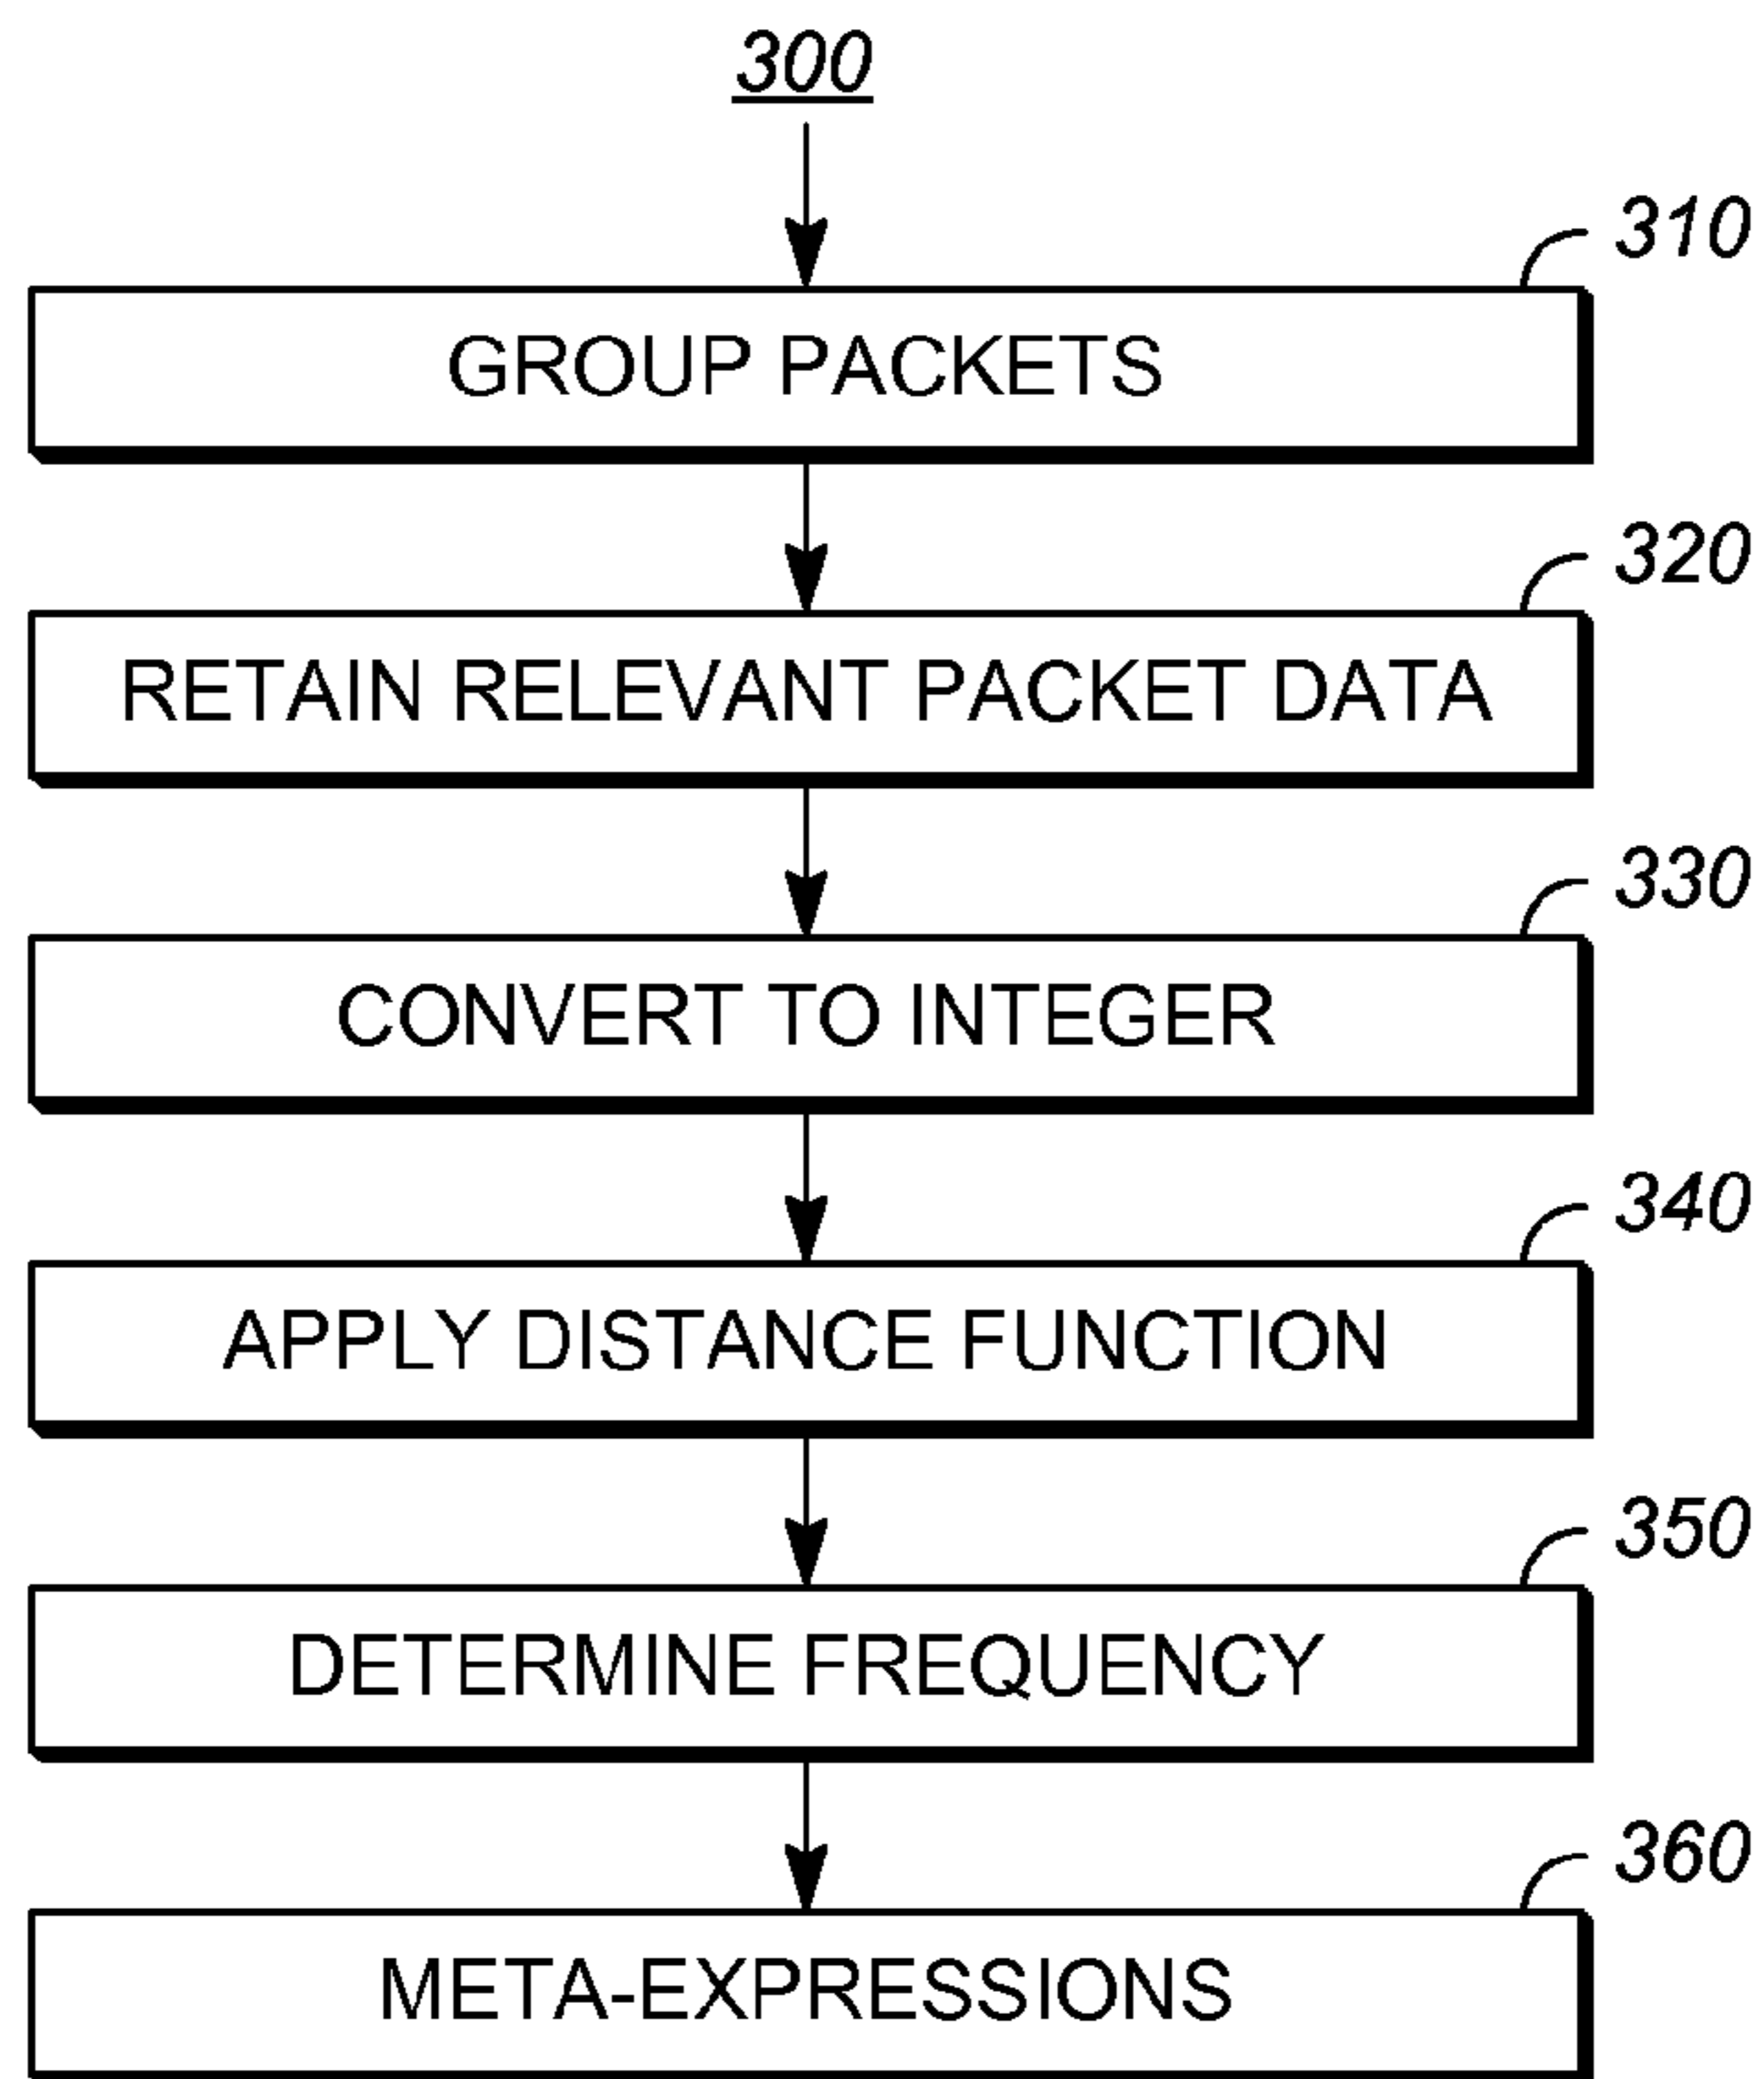 300
310
GROUP PACKETS
320
RETAIN RELEVANT PACKET DATA
330
CONVERT TO INTEGER
340
APPLY DISTANCE FUNCTION
350
DETERMINE FREQUENCY
360
META-EXPRESSIONS